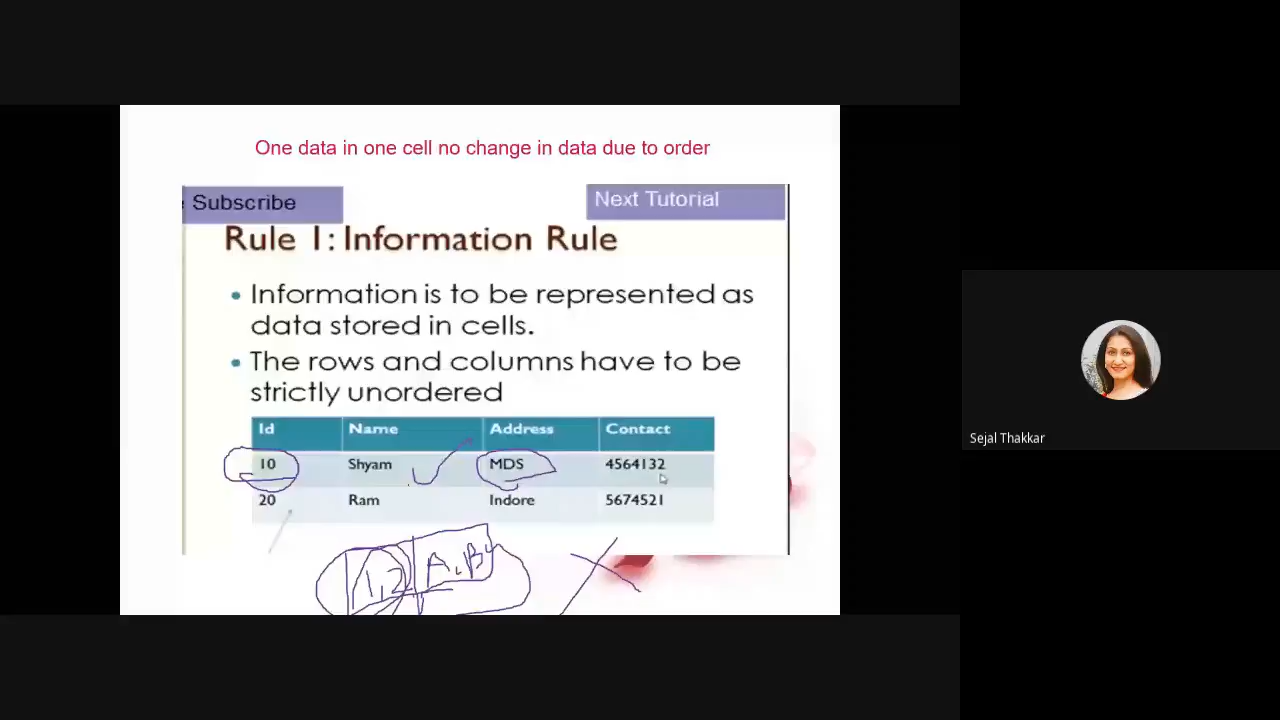 One data in one cell no change in data due to order
Subscribe
Next Tutorial
Rule 1: Information Rule
• Information is to be represented as
data stored in cells.
• The rows and columns have to be
strictly unordered
Id Name Address Contact
10 Shyam MDS 4564132
20 Ram Indore 5674521
1,2 A,B
Sejal Thakkar